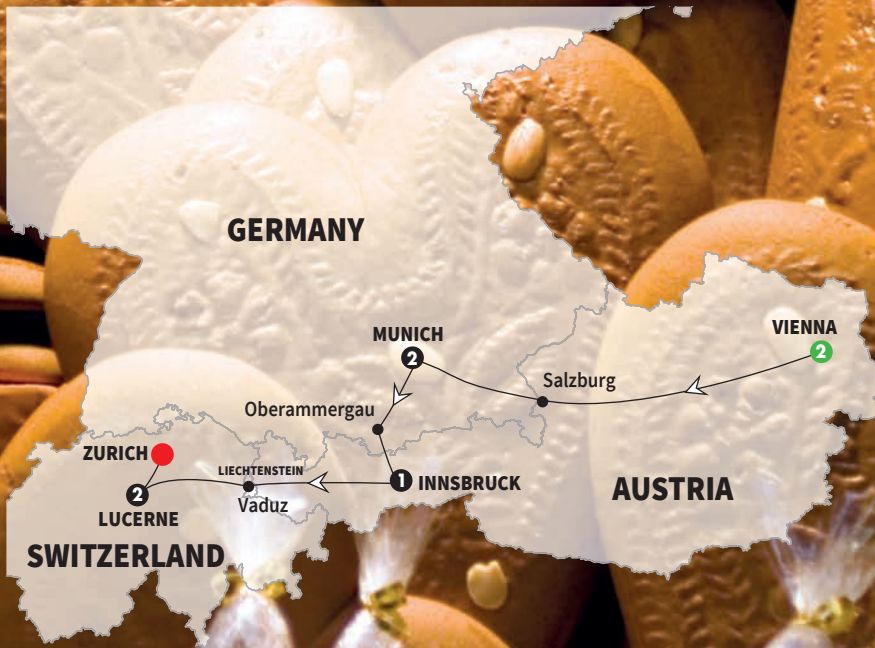 GERMANY
MUNICH
2
VIENNA
2
Salzburg
Oberammergau
ZURICH
LIECHTENSTEIN
1 INNSBRUCK
AUSTRIA
2
Vaduz
LUCERNE
SWITZERLAND